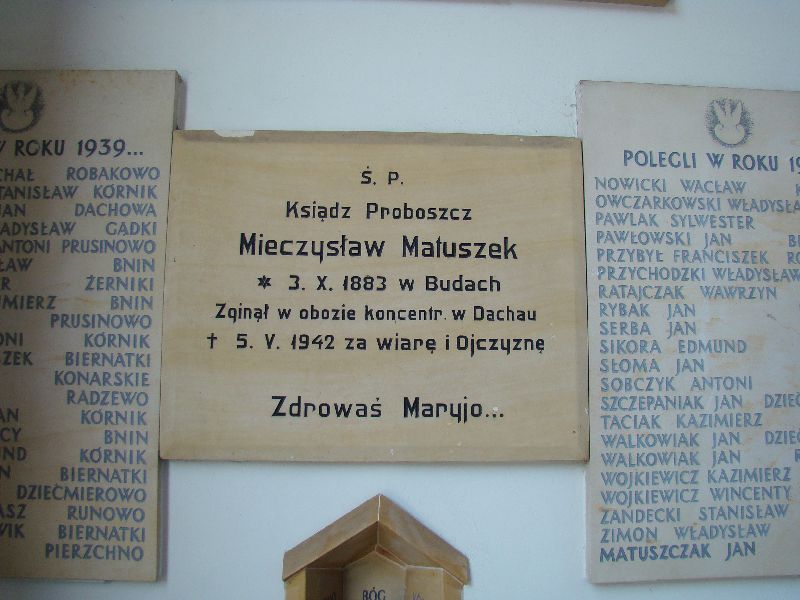 W ROKU 1939...
ROBAKOWO
KÓRNIK
DACHOWA
GĄDKI
PRUSINOWO
BNIN
ŻERNIKI
BNIN
PRUSINOWO
KÓRNIK
BIERNATKI
KONARSKIE
RADZEWO
KÓRNIK
BNIN
KÓRNIK
BIERNATKI
DZIEĆMIEROWO
RUNOWO
BIERNATKI
PIERZCHNO
Ś. P.
Ksiądz Proboszcz
Mieczysław Matuszek
* 3. X. 1883 w Budach
Zginął w obozie koncentr. w Dachau
† 5. V. 1942 za wiarę i Ojczyznę
Zdrowaś Maryjo...
POLEGLI W ROKU
NOWICKI WACŁAW
OWCZARKOWSKI
PAWLAK SYLWESTER
PAWŁOWSKI JAN
PRZYBYŁ FRANCISZEK
PRZYCHODZKI WŁADYSŁAW
RATAJCZAK WAWRZYN
RYBAK JAN
SERBA JAN
SIKORA EDMUND
SŁOMA JAN
SOBCZYK ANTONI
SZCZEPANIAK JAN
TACIAK KAZIMIERZ
WALKOWIAK JAN
WALKOWIAK JAN
WOJKIEWICZ KAZIMIERZ
WOJKIEWICZ WINCENTY
ZANDECKI STANISŁAW
ZIMON WŁADYSŁAW
MATUSZCZAK JAN
BÓG